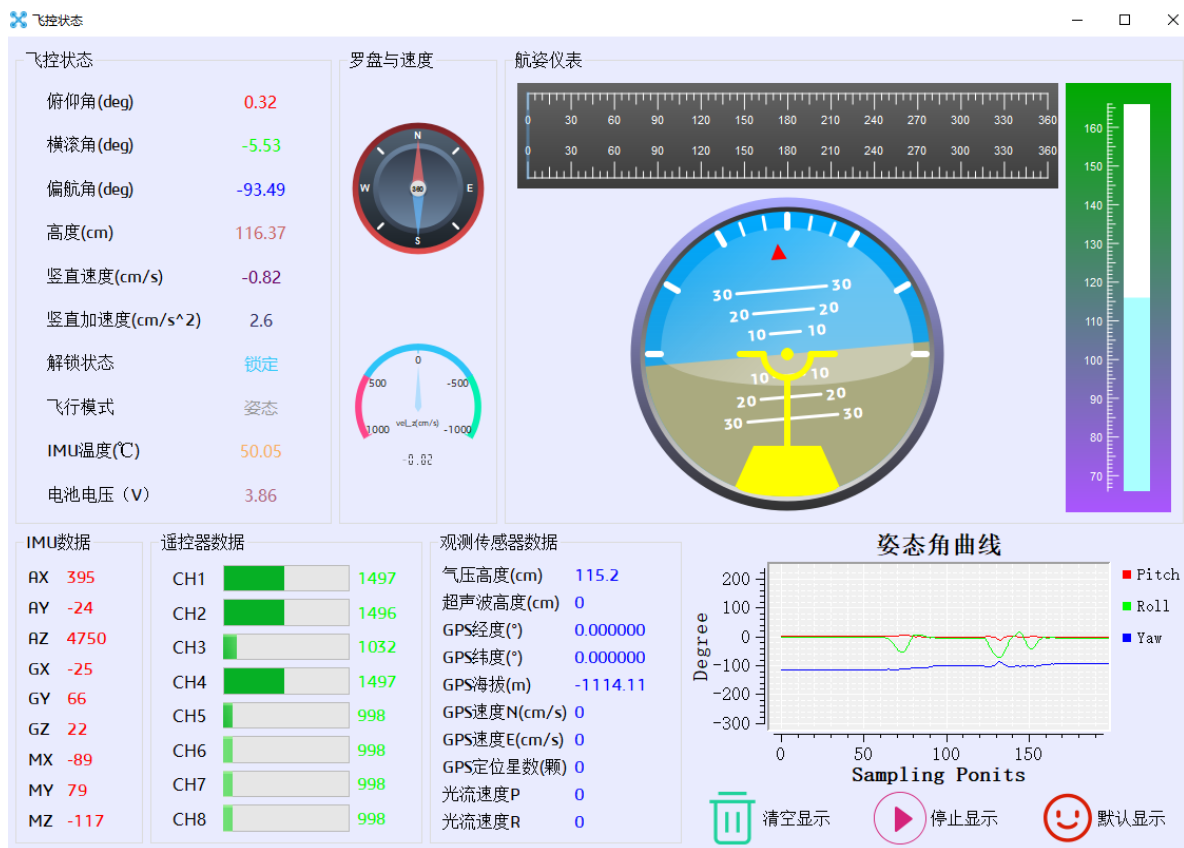 飞控状态
飞控状态
俯仰角(deg) 0.32
横滚角(deg) -5.53
偏航角(deg) -93.49
高度(cm) 116.37
竖直速度(cm/s) -0.82
竖直加速度(cm/s^2) 2.6
解锁状态 锁定
飞行模式 姿态
IMU温度(℃) 50.05
电池电压（V） 3.86
罗盘与速度
N
W E
S
0
500 -500
1000 vel_z(cm/s) -1000
-0.82
航姿仪表
0 30 60 90 120 150 180 210 240 270 300 330 360
0 30 60 90 120 150 180 210 240 270 300 330 360
30 30
20 20
10 10
10 10
20 20
30 30
160
150
140
130
120
110
100
90
80
70
IMU数据
AX 395
AY -24
AZ 4750
GX -25
GY 66
GZ 22
MX -89
MY 79
MZ -117
遥控器数据
CH1 1497
CH2 1496
CH3 1032
CH4 1497
CH5 998
CH6 998
CH7 998
CH8 998
观测传感器数据
气压高度(cm) 115.2
超声波高度(cm) 0
GPS经度(°) 0.000000
GPS纬度(°) 0.000000
GPS海拔(m) -1114.11
GPS速度N(cm/s) 0
GPS速度E(cm/s) 0
GPS定位星数(颗) 0
光流速度P 0
光流速度R 0
姿态角曲线
Degree
200
100
0
-100
-200
-300
0 50 100 150
Sampling Ponits
Pitch
Roll
Yaw
清空显示
停止显示
默认显示